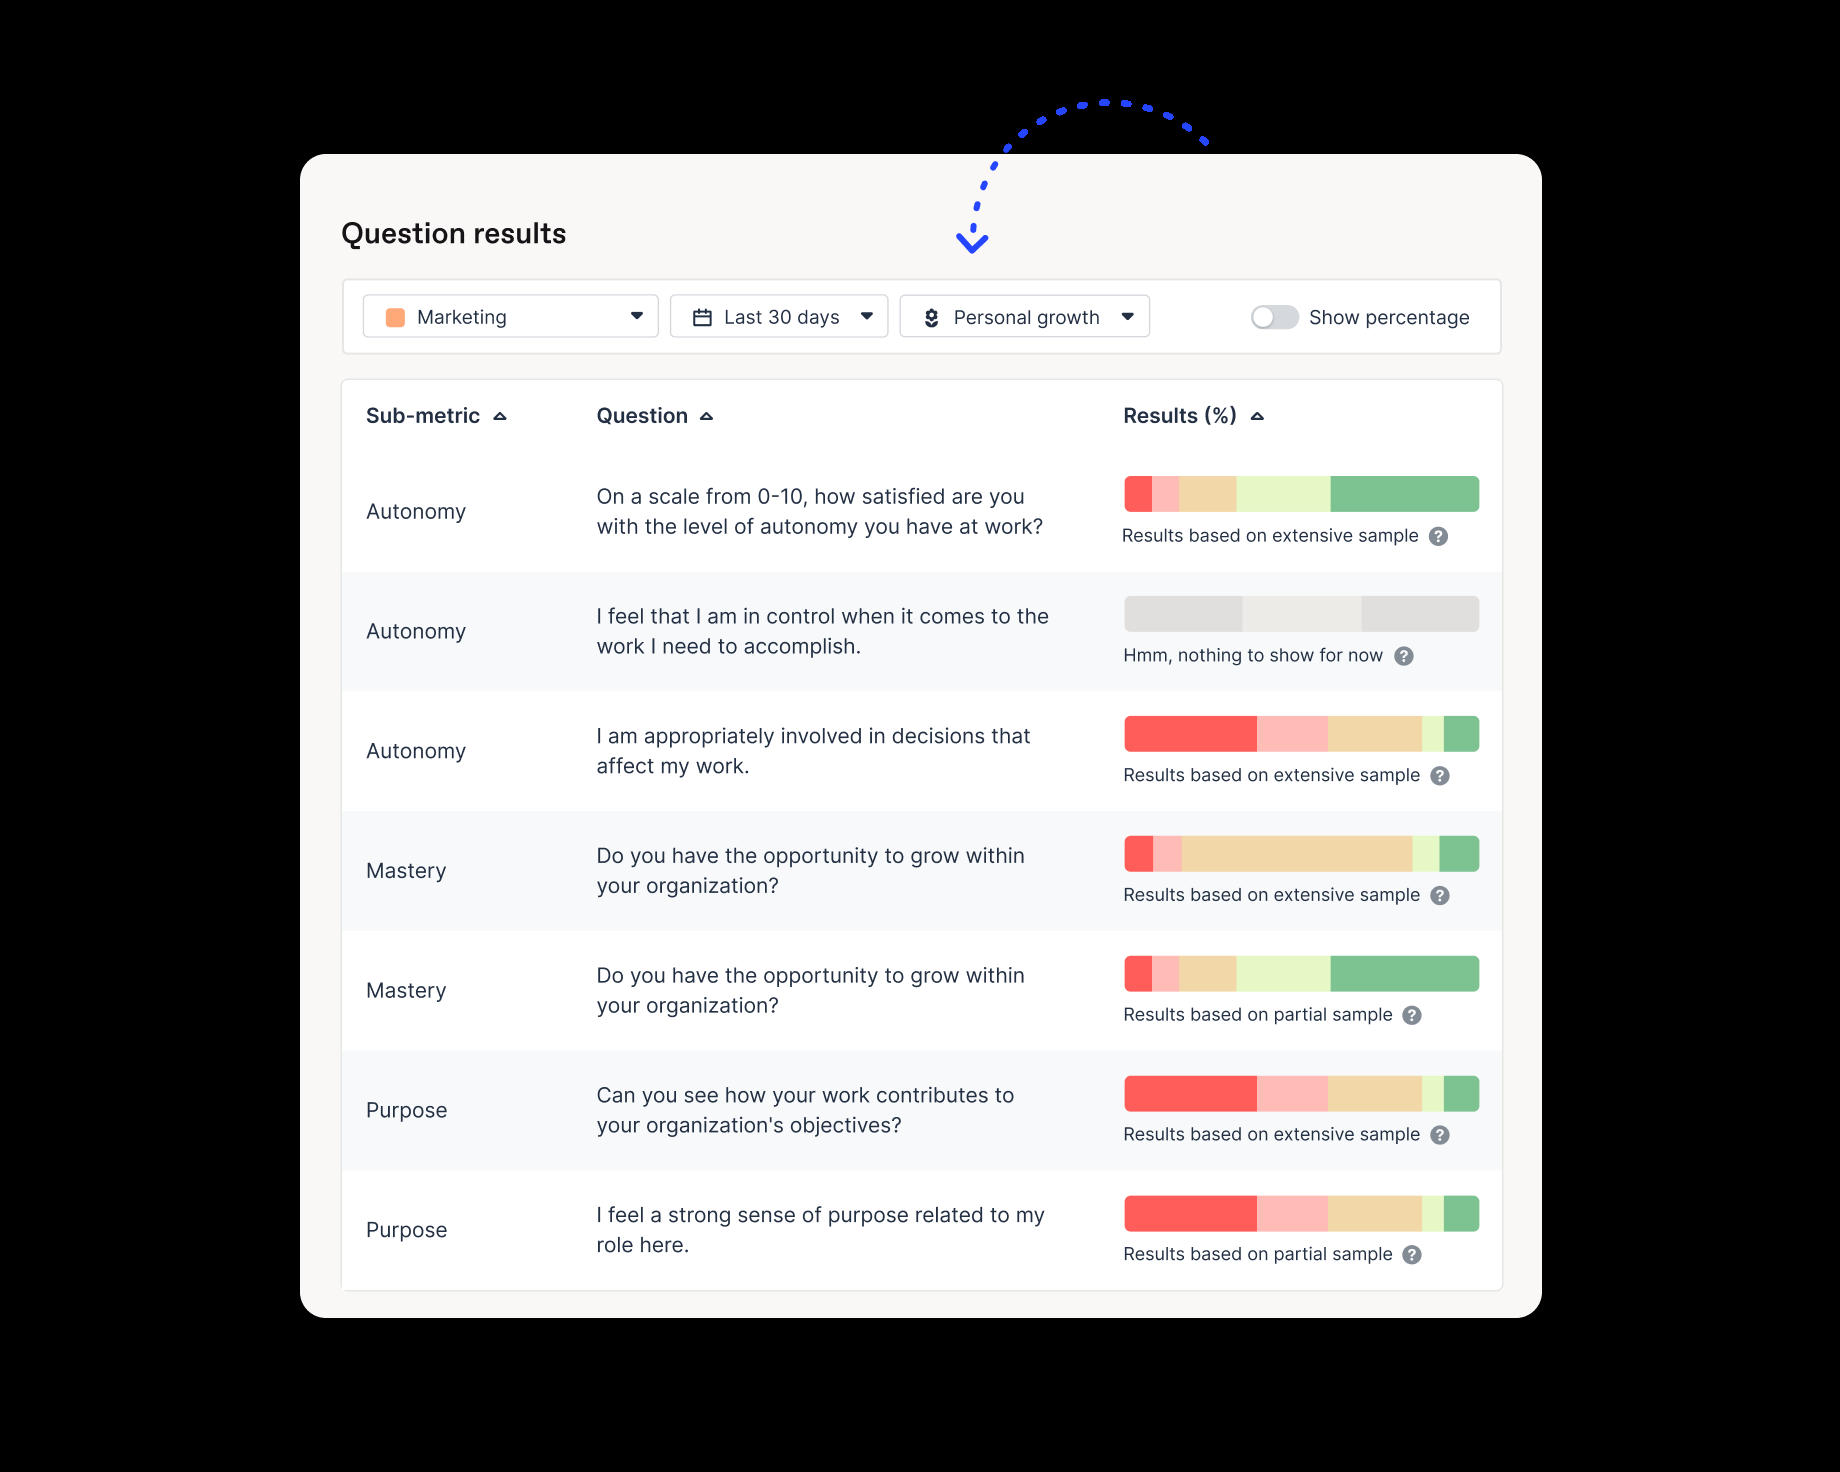 Question results
Marketing
Last 30 days
Personal growth
Show percentage
Sub-metric
Question
Results (%)
Autonomy
On a scale from 0-10, how satisfied are you
with the level of autonomy you have at work?
Results based on extensive sample ?
Autonomy
I feel that I am in control when it comes to the
work I need to accomplish.
Hmm, nothing to show for now ?
Autonomy
I am appropriately involved in decisions that
affect my work.
Results based on extensive sample ?
Mastery
Do you have the opportunity to grow within
your organization?
Results based on extensive sample ?
Mastery
Do you have the opportunity to grow within
your organization?
Results based on partial sample ?
Purpose
Can you see how your work contributes to
your organization's objectives?
Results based on extensive sample ?
Purpose
I feel a strong sense of purpose related to my
role here.
Results based on partial sample ?